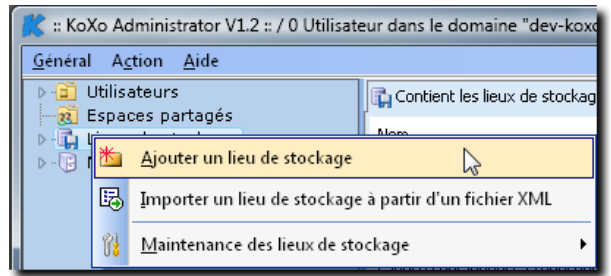 :: KoXo Administrator V1.2 :: / 0 Utilisateur dans le domaine "dev-koxo
Général Action Aide
Utilisateurs
Contient les lieux de stockag
Espaces partagés
Nom
Ajouter un lieu de stockage
Importer un lieu de stockage à partir d'un fichier XML
Maintenance des lieux de stockage